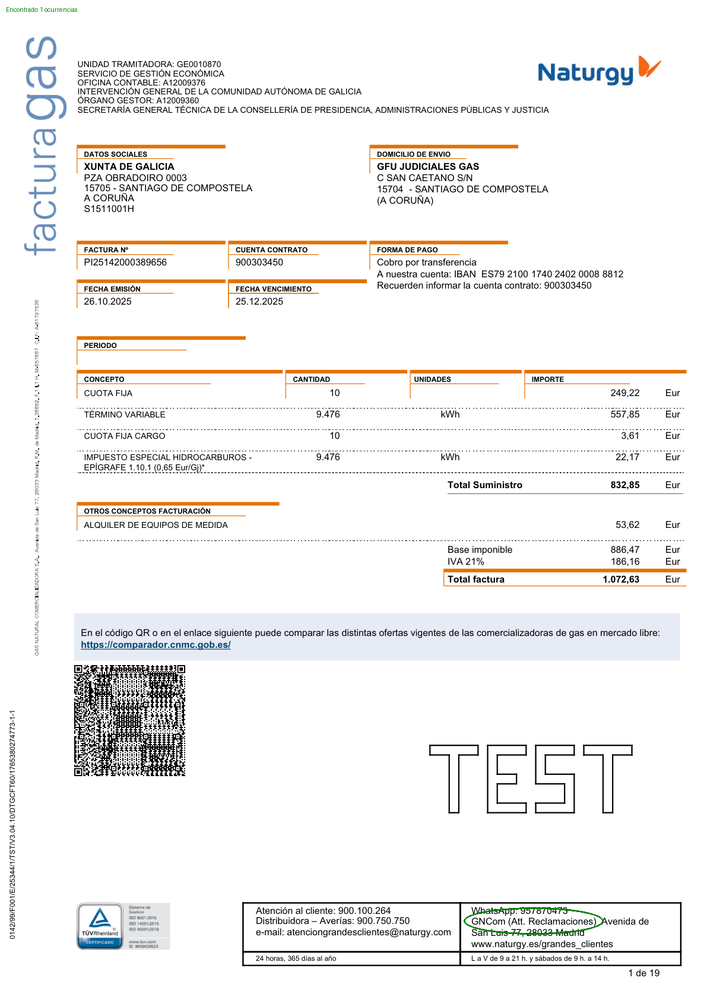 Encontrado: 1 ocurrencias
facturagas
UNIDAD TRAMITADORA: GE0010870
SERVICIO DE GESTIÓN ECONÓMICA
OFICINA CONTABLE: A12009376
INTERVENCIÓN GENERAL DE LA COMUNIDAD AUTÓNOMA DE GALICIA
ÓRGANO GESTOR: A12009360
SECRETARÍA GENERAL TÉCNICA DE LA CONSELLERÍA DE PRESIDENCIA, ADMINISTRACIONES PÚBLICAS Y JUSTICIA
Naturgy
DATOS SOCIALES
XUNTA DE GALICIA
PZA OBRADOIRO 0003
15705 - SANTIAGO DE COMPOSTELA
A CORUÑA
S1511001H
DOMICILIO DE ENVIO
GFU JUDICIALES GAS
C SAN CAETANO S/N
15704 - SANTIAGO DE COMPOSTELA
(A CORUÑA)
FACTURA Nº
PI25142000389656
CUENTA CONTRATO
900303450
FORMA DE PAGO
Cobro por transferencia
A nuestra cuenta: IBAN ES79 2100 1740 2402 0008 8812
Recuerden informar la cuenta contrato: 900303450
FECHA EMISIÓN
26.10.2025
FECHA VENCIMIENTO
25.12.2025
PERIODO
CONCEPTO CANTIDAD UNIDADES IMPORTE
CUOTA FIJA 10 249,22 Eur
TÉRMINO VARIABLE 9.476 kWh 557,85 Eur
CUOTA FIJA CARGO 10 3,61 Eur
IMPUESTO ESPECIAL HIDROCARBUROS - 9.476 kWh 22,17 Eur
EPÍGRAFE 1.10.1 (0,65 Eur/Gj)*
Total Suministro 832,85 Eur
OTROS CONCEPTOS FACTURACIÓN
ALQUILER DE EQUIPOS DE MEDIDA 53,62 Eur
Base imponible 886,47 Eur
IVA 21% 186,16 Eur
Total factura 1.072,63 Eur
GAS NATURAL COMERCIALIZADORA S.A., Avenida de San Luis 77, 28033 Madrid, R.M. de Madrid, T.35682, F.1 L.1 H. M-657667 C.I.F: A-61797536
En el código QR o en el enlace siguiente puede comparar las distintas ofertas vigentes de las comercializadoras de gas en mercado libre:
https://comparador.cnmc.gob.es/
TEST
0142/99/F001/E/25344/1/TST/V3.04.10/DTGCFT60/1765380274773-1-1
TÜVRheinland
CERTIFICADO
Sistema de
Gestión
ISO 9001:2015
ISO 14001:2015
ISO 45001:2018
www.tuv.com
ID 9000028523
Atención al cliente: 900.100.264
Distribuidora – Averías: 900.750.750
e-mail: atenciongrandesclientes@naturgy.com
24 horas, 365 días al año
WhatsApp: 957870473
GNCom (Att. Reclamaciones) Avenida de
San Luis 77, 28033 Madrid
www.naturgy.es/grandes_clientes
L a V de 9 a 21 h. y sábados de 9 h. a 14 h.
1 de 19